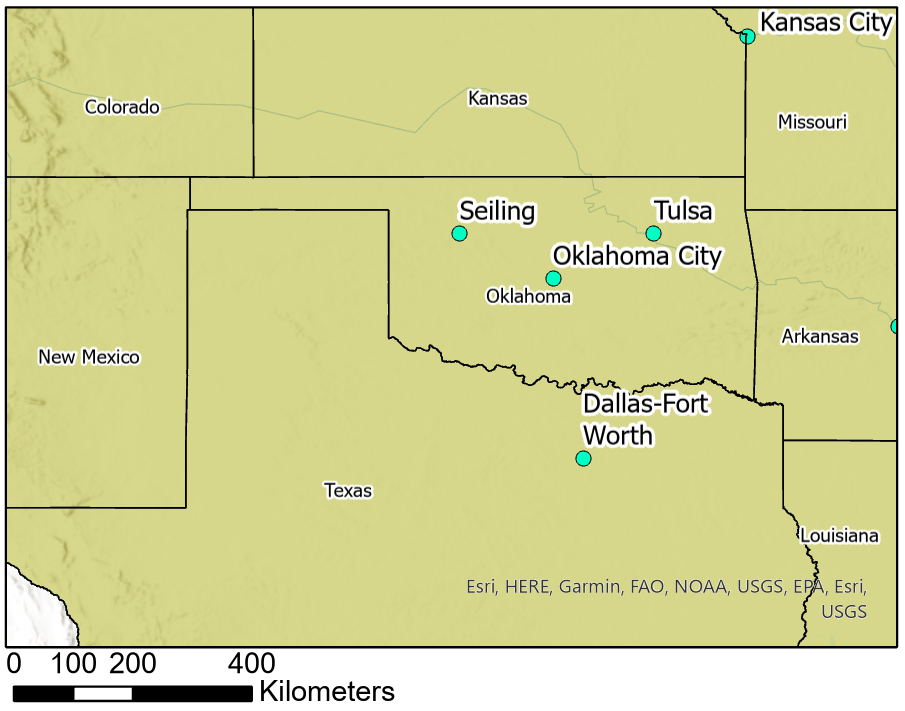 Kansas City
Colorado
Kansas
Missouri
Seiling
Tulsa
Oklahoma City
Oklahoma
Arkansas
New Mexico
Dallas-Fort
Worth
Texas
Louisiana
Esri, HERE, Garmin, FAO, NOAA, USGS, EPA, Esri,
USGS
0 100 200 400
Kilometers